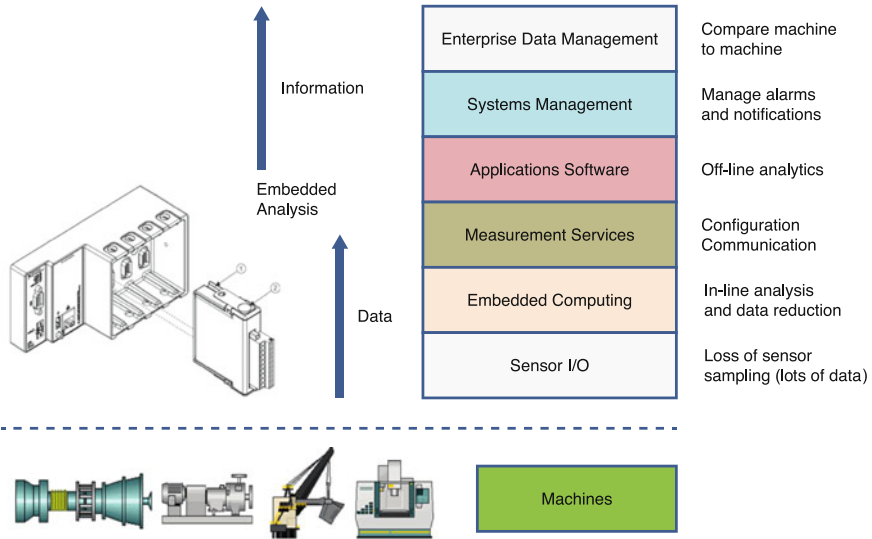 Enterprise Data Management
Compare machine
to machine
Information
Systems Management
Manage alarms
and notifications
Applications Software
Off-line analytics
Embedded
Analysis
Measurement Services
Configuration
Communication
1
2
Data
Embedded Computing
In-line analysis
and data reduction
Sensor I/O
Loss of sensor
sampling (lots of data)
Machines